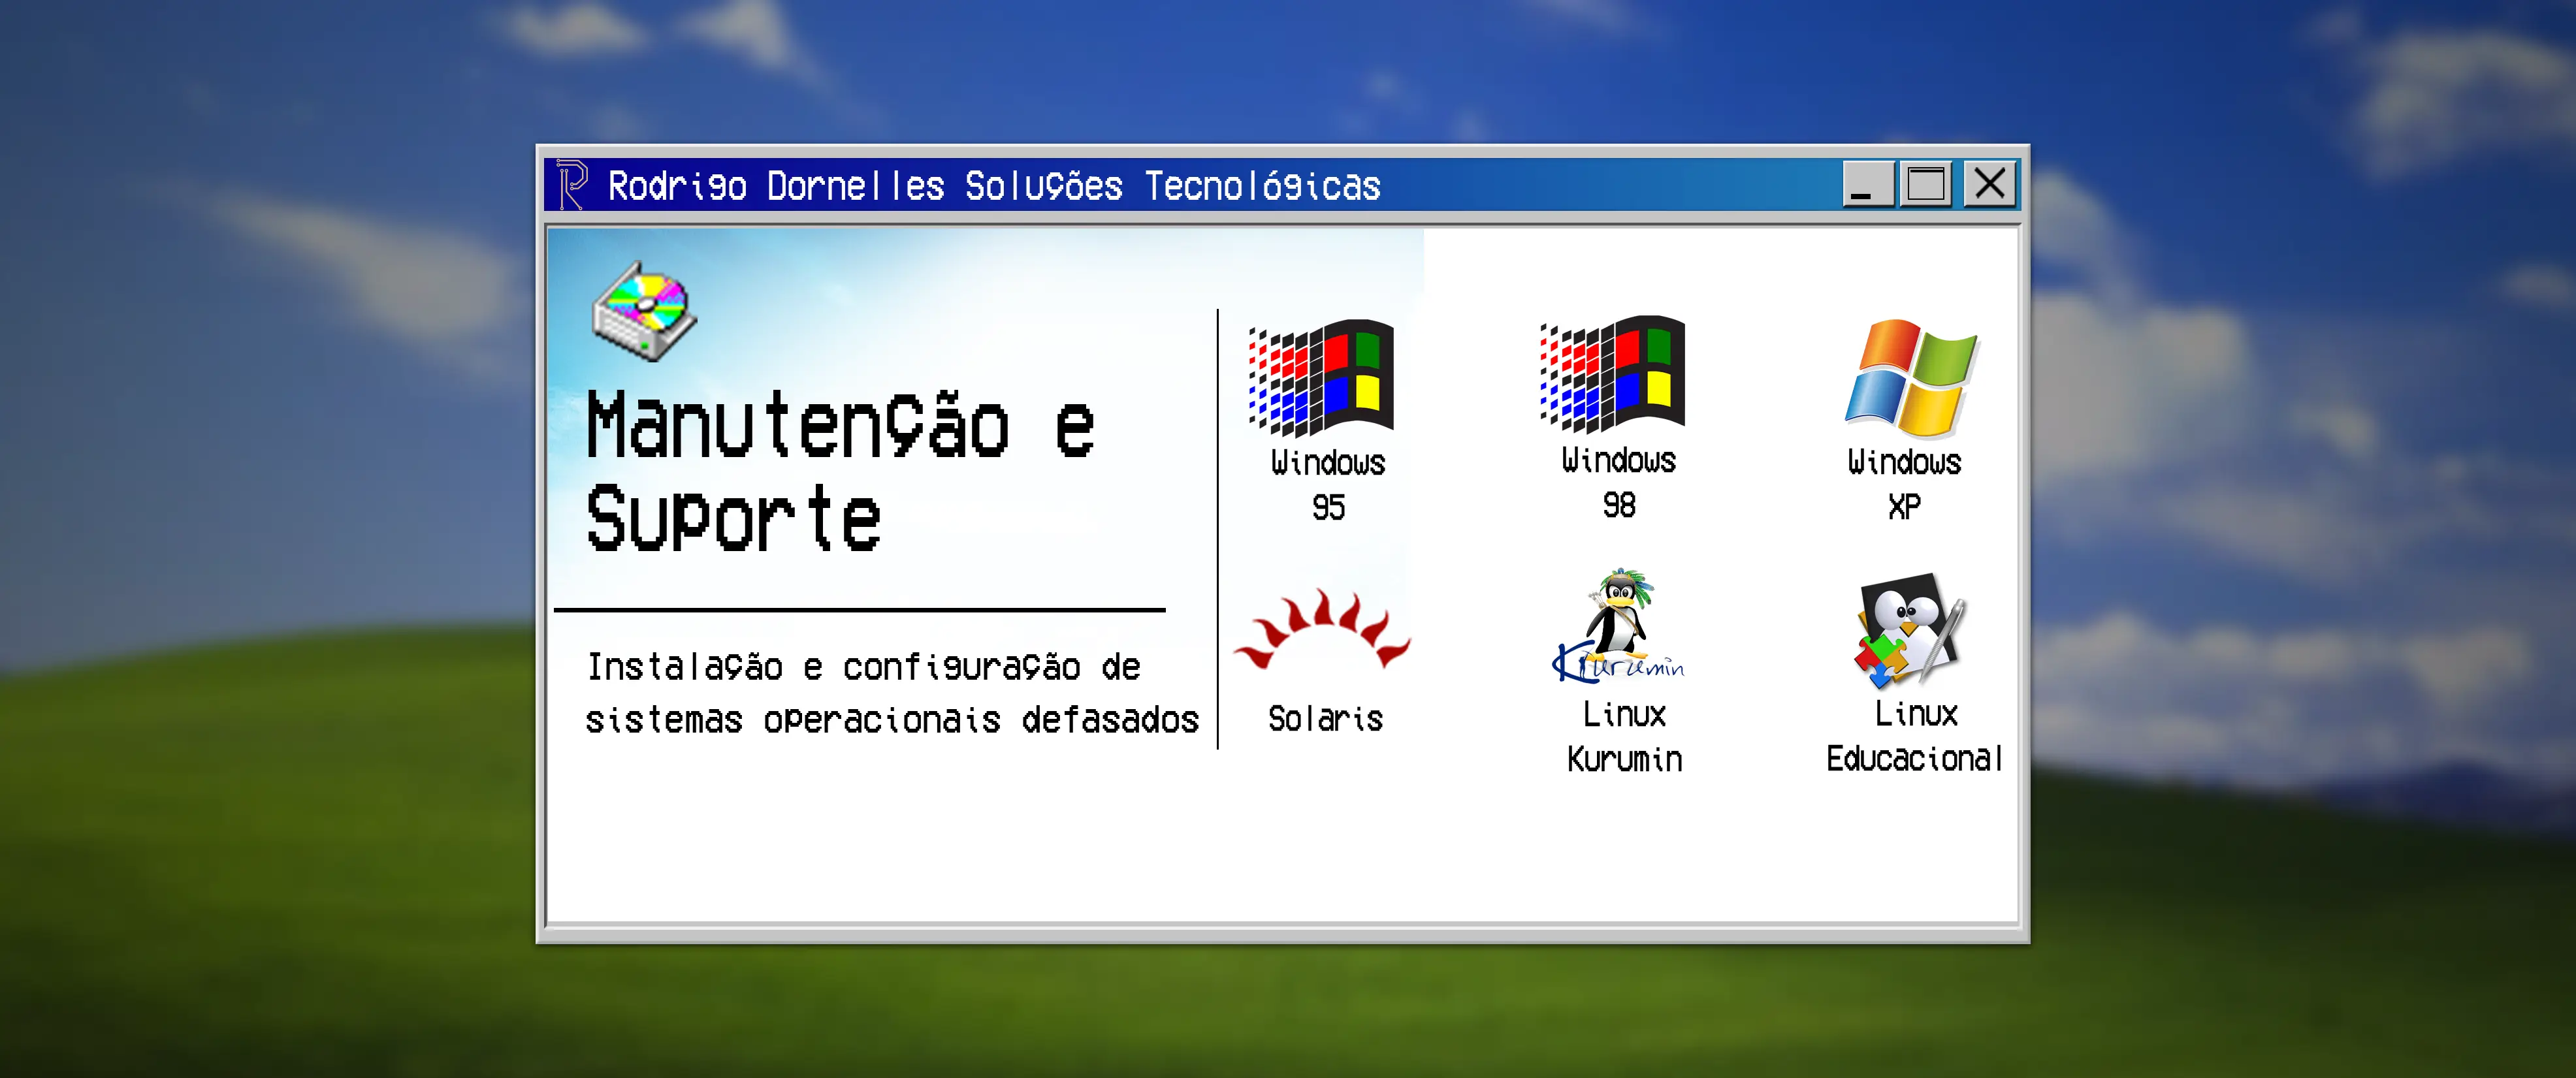 Rodrigo Dornelles Soluções Tecnológicas
Manutenção e
Suporte
Instalação e configuração de
sistemas operacionais defasados
Windows
95
Windows
98
Windows
XP
Solaris
Kurumin
Linux
Kurumin
Linux
Educacional